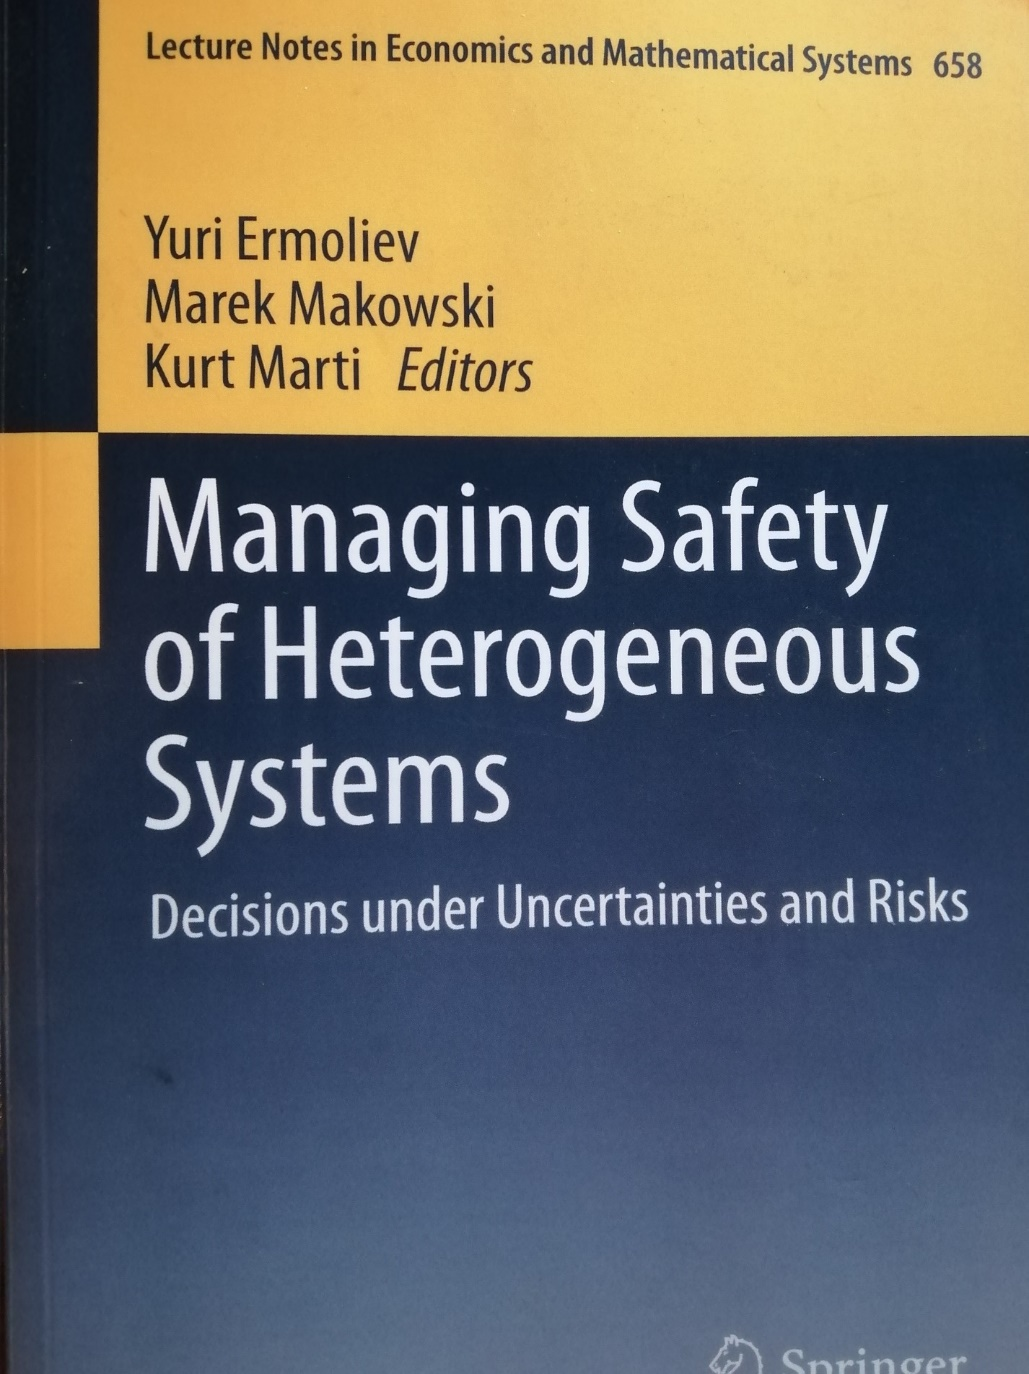 Lecture Notes in Economics and Mathematical Systems 658
Yuri Ermoliev
Marek Makowski
Kurt Marti Editors
Managing Safety
of Heterogeneous
Systems
Decisions under Uncertainties and Risks
Springer